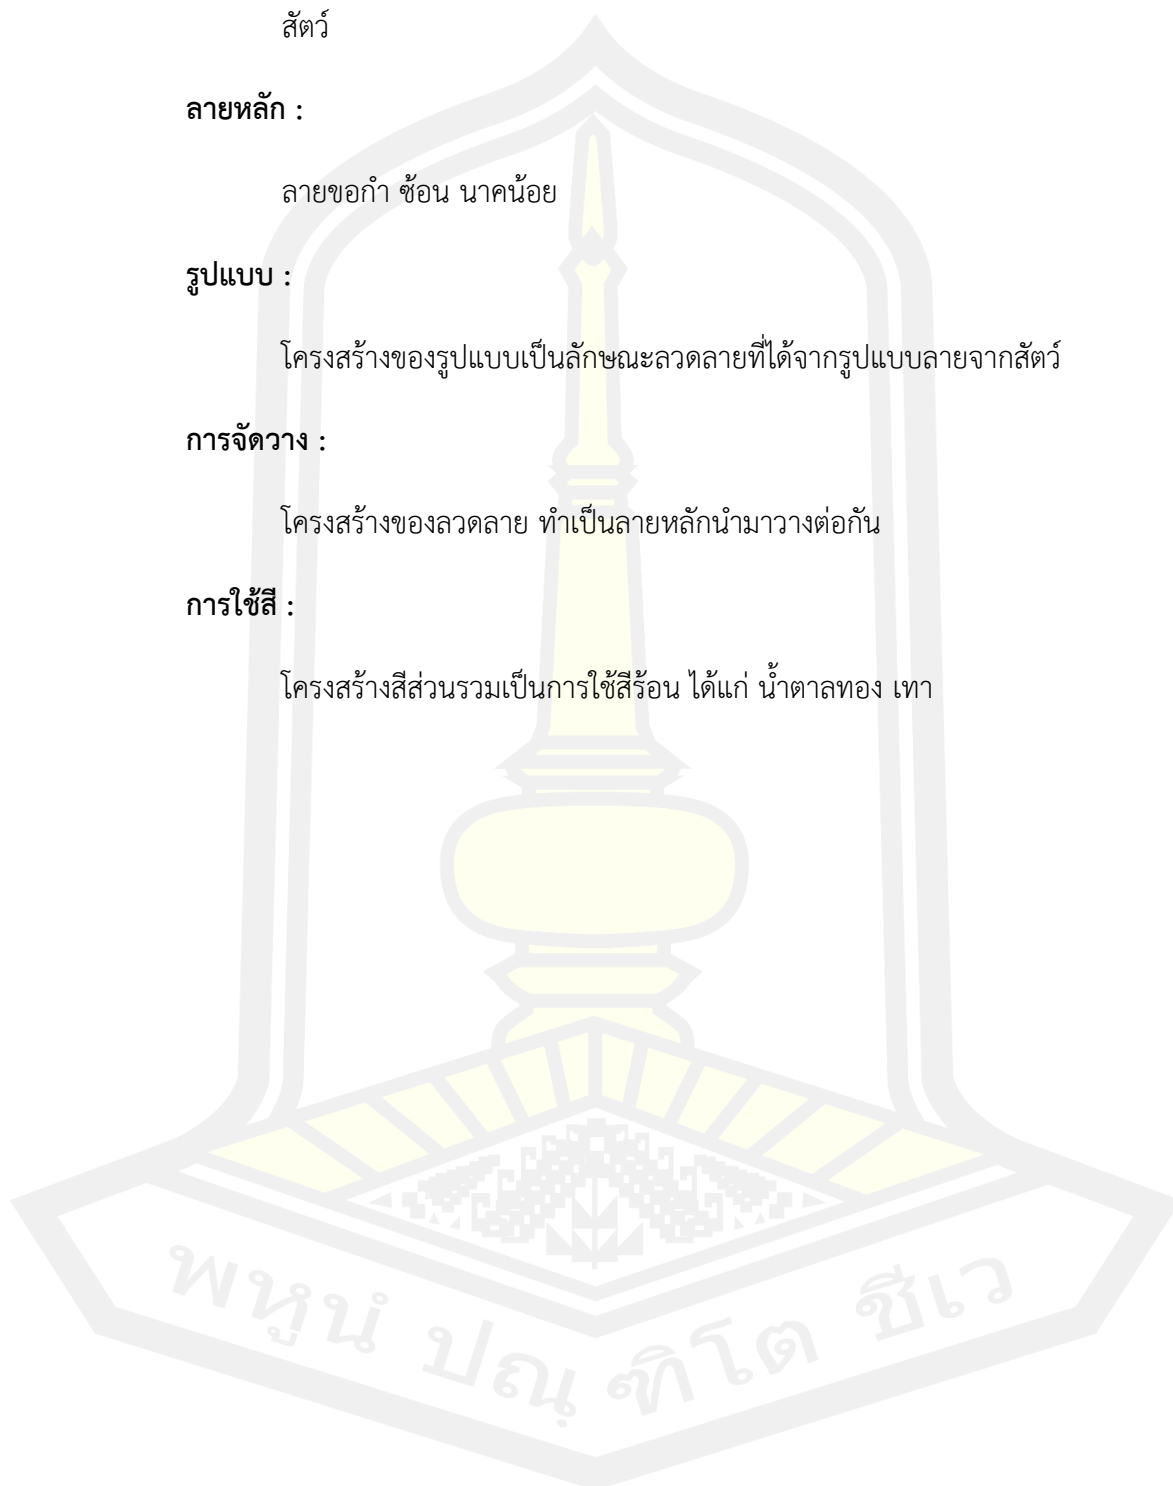 สัตว์
ลายหลัก :
ลายขอกำ ซ้อน นาคน้อย
รูปแบบ :
โครงสร้างของรูปแบบเป็นลักษณะลวดลายที่ได้จากรูปแบบลายจากสัตว์
การจัดวาง :
โครงสร้างของลวดลาย ทำเป็นลายหลักนำมาวางต่อกัน
การใช้สี :
โครงสร้างสีส่วนรวมเป็นการใช้สีร้อน ได้แก่ น้ำตาลทอง เทา
พหูนํ ปณฺฑิโต ชีเว